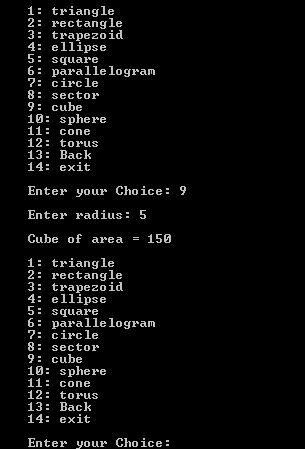 1: triangle
2: rectangle
3: trapezoid
4: ellipse
5: square
6: parallelogram
7: circle
8: sector
9: cube
10: sphere
11: cone
12: torus
13: Back
14: exit
Enter your Choice: 9
Enter radius: 5
Cube of area = 150
1: triangle
2: rectangle
3: trapezoid
4: ellipse
5: square
6: parallelogram
7: circle
8: sector
9: cube
10: sphere
11: cone
12: torus
13: Back
14: exit
Enter your Choice: